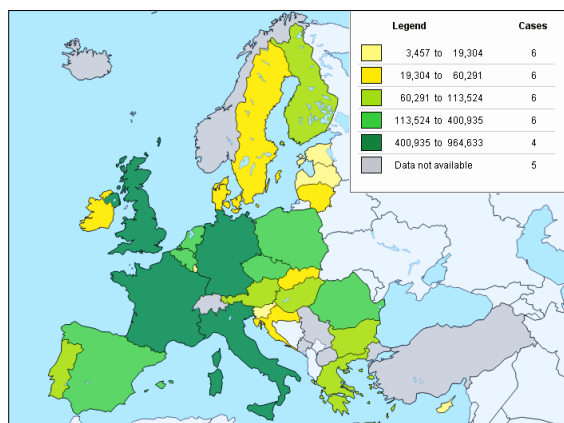 Legend Cases
3,457 to 19,304 6
19,304 to 60,291 6
60,291 to 113,524 6
113,524 to 400,935 6
400,935 to 964,633 4
Data not available 5